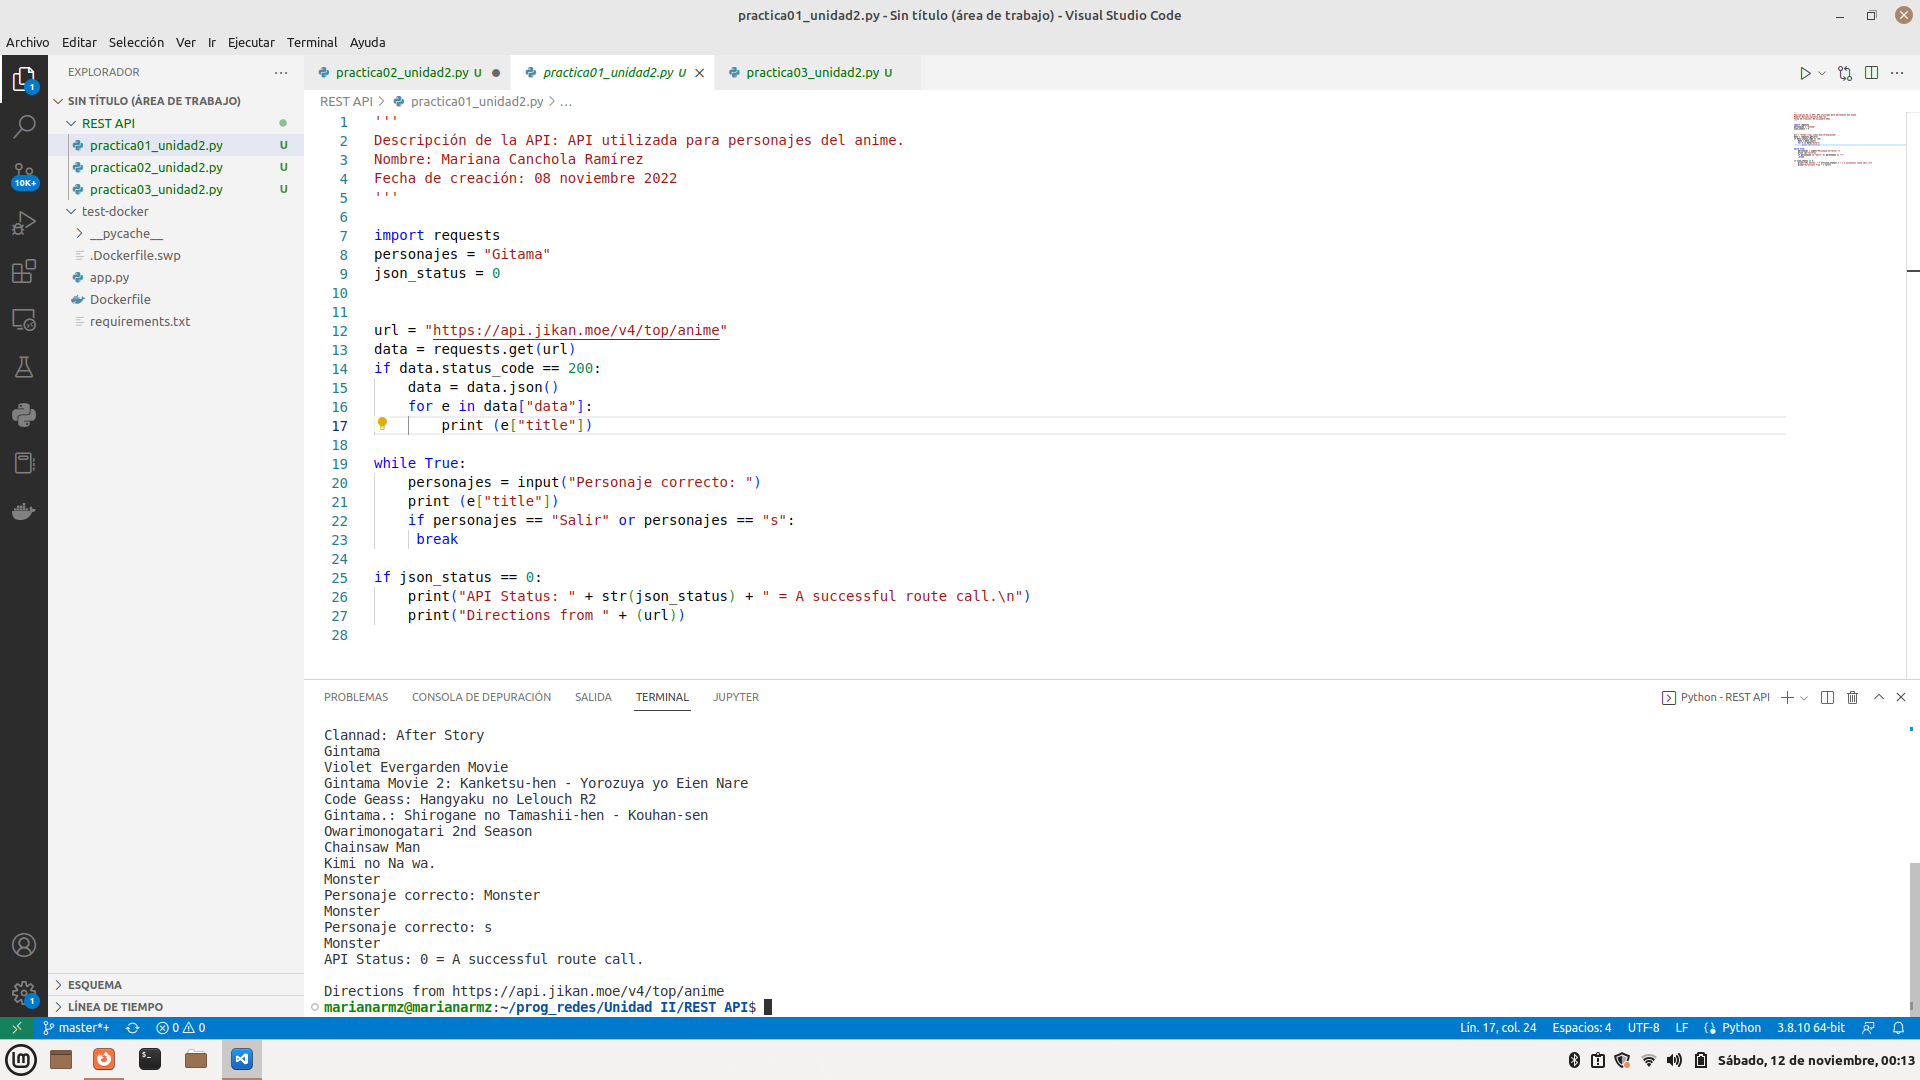 practica01_unidad2.py - Sin título (área de trabajo) - Visual Studio Code
Archivo Editar Selección Ver Ir Ejecutar Terminal Ayuda
EXPLORADOR
SIN TÍTULO (ÁREA DE TRABAJO)
REST API
practica01_unidad2.py U
practica02_unidad2.py U
practica03_unidad2.py U
test-docker
__pycache__
.Dockerfile.swp
app.py
Dockerfile
requirements.txt
ESQUEMA
LÍNEA DE TIEMPO
1
10K+
1
practica02_unidad2.py U practica01_unidad2.py U practica03_unidad2.py U
REST API > practica01_unidad2.py > ...
1 '''
2 Descripción de la API: API utilizada para personajes del anime.
3 Nombre: Mariana Canchola Ramírez
4 Fecha de creación: 08 noviembre 2022
5 '''
6
7 import requests
8 personajes = "Gitama"
9 json_status = 0
10
11
12 url = "https://api.jikan.moe/v4/top/anime"
13 data = requests.get(url)
14 if data.status_code == 200:
15 data = data.json()
16 for e in data["data"]:
17 print (e["title"])
18
19 while True:
20 personajes = input("Personaje correcto: ")
21 print (e["title"])
22 if personajes == "Salir" or personajes == "s":
23 break
24
25 if json_status == 0:
26 print("API Status: " + str(json_status) + " = A successful route call.\n")
27 print("Directions from " + (url))
28
PROBLEMAS CONSOLA DE DEPURACIÓN SALIDA TERMINAL JUPYTER
Python - REST API
Clannad: After Story
Gintama
Violet Evergarden Movie
Gintama Movie 2: Kanketsu-hen - Yorozuya yo Eien Nare
Code Geass: Hangyaku no Lelouch R2
Gintama.: Shirogane no Tamashii-hen - Kouhan-sen
Owarimonogatari 2nd Season
Chainsaw Man
Kimi no Na wa.
Monster
Personaje correcto: Monster
Monster
Personaje correcto: s
Monster
API Status: 0 = A successful route call.
Directions from https://api.jikan.moe/v4/top/anime
marianarmz@marianarmz:~/prog_redes/Unidad II/REST API$
master*+ 0 0 Lín. 17, col. 24 Espacios: 4 UTF-8 LF Python 3.8.10 64-bit
Sábado, 12 de noviembre, 00:13